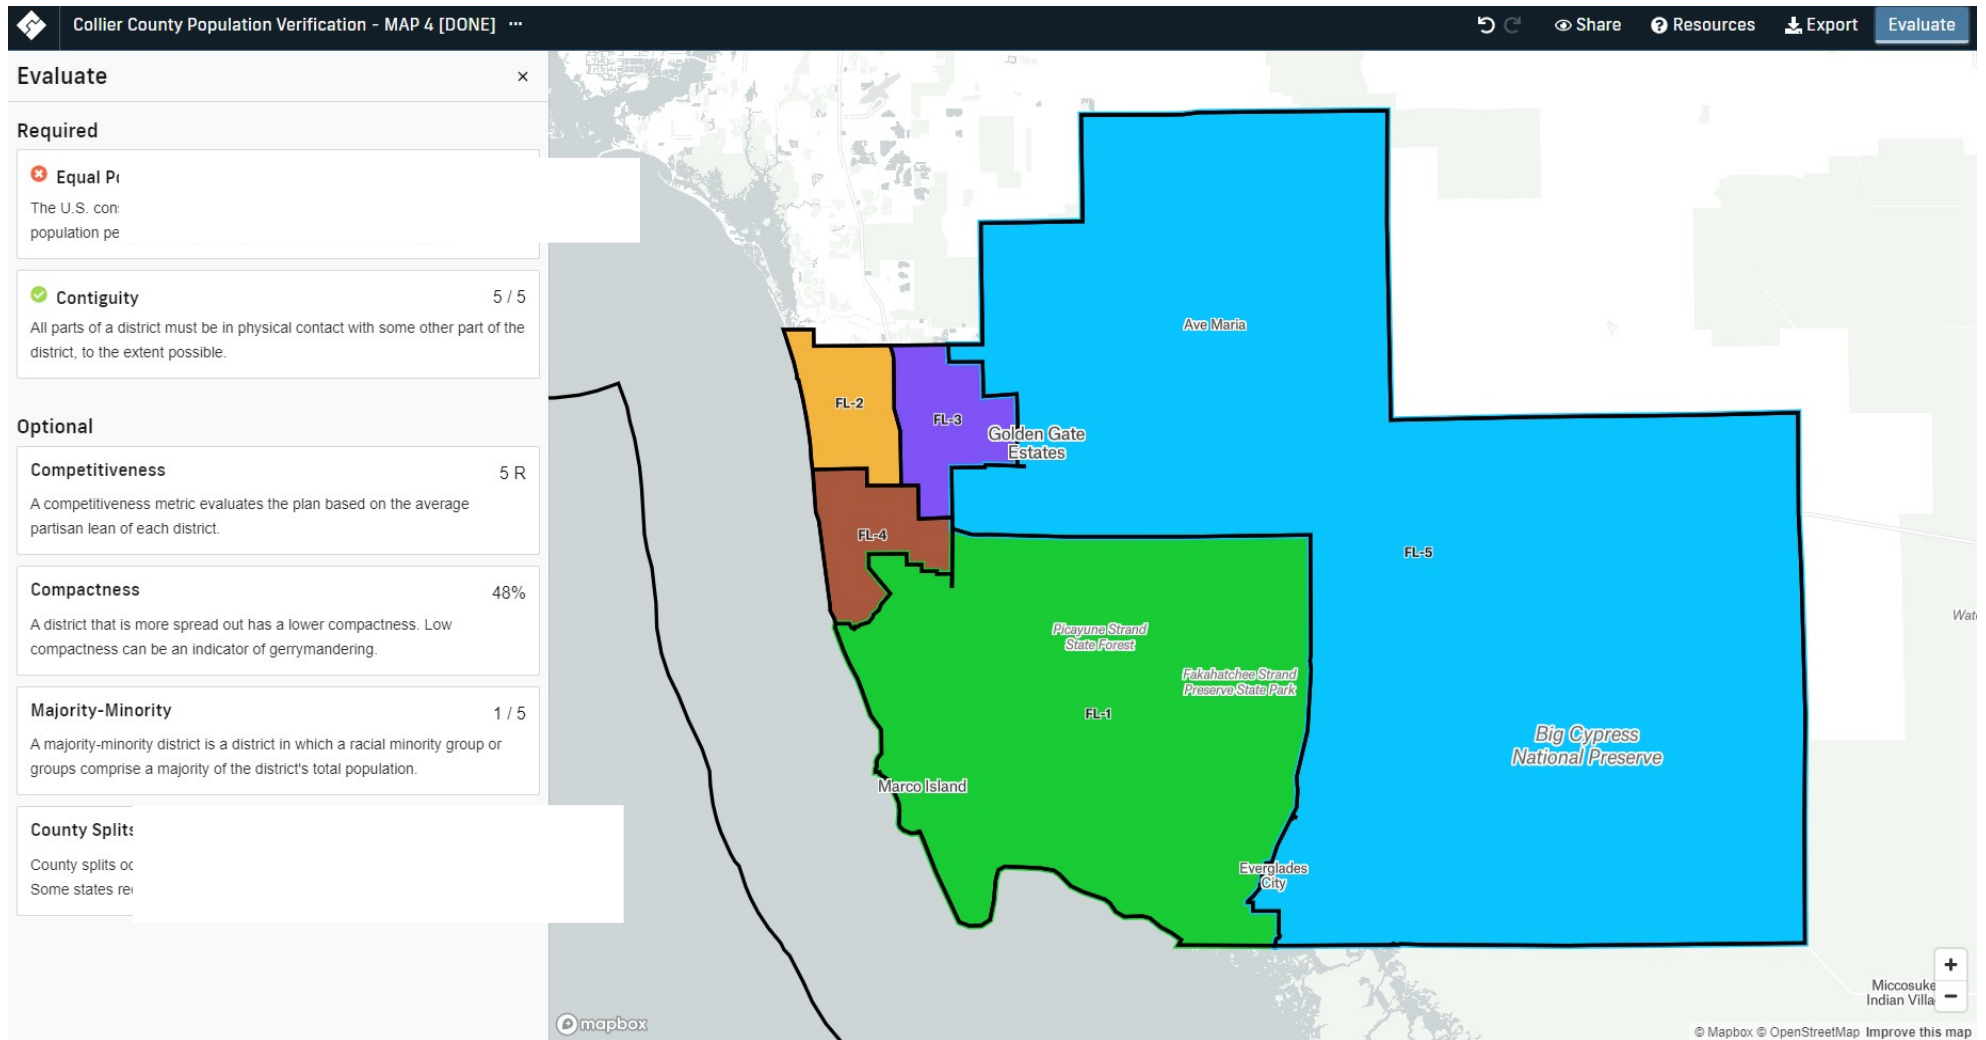 Collier County Population Verification - MAP 4 [DONE] ···
Share
Resources
Export
Evaluate
Evaluate
×
Required
Equal
The U.S.
population
Contiguity
5 / 5
All parts of a district must be in physical contact with some other part of the
district, to the extent possible.
Optional
Competitiveness
5 R
A competitiveness metric evaluates the plan based on the average
partisan lean of each district.
Compactness
48%
A district that is more spread out has a lower compactness. Low
compactness can be an indicator of gerrymandering.
Majority-Minority
1 / 5
A majority-minority district is a district in which a racial minority group or
groups comprise a majority of the district's total population.
County Splits
County splits
Some states
Ave Maria
FL-2
FL-3
Golden Gate
Estates
FL-4
FL-5
Picayune Strand
State Forest
Fakahatchee Strand
Preserve State Park
FL-1
Big Cypress
National Preserve
Marco Island
Everglades
City
Miccosuke
Indian Villa
mapbox
© Mapbox © OpenStreetMap Improve this map